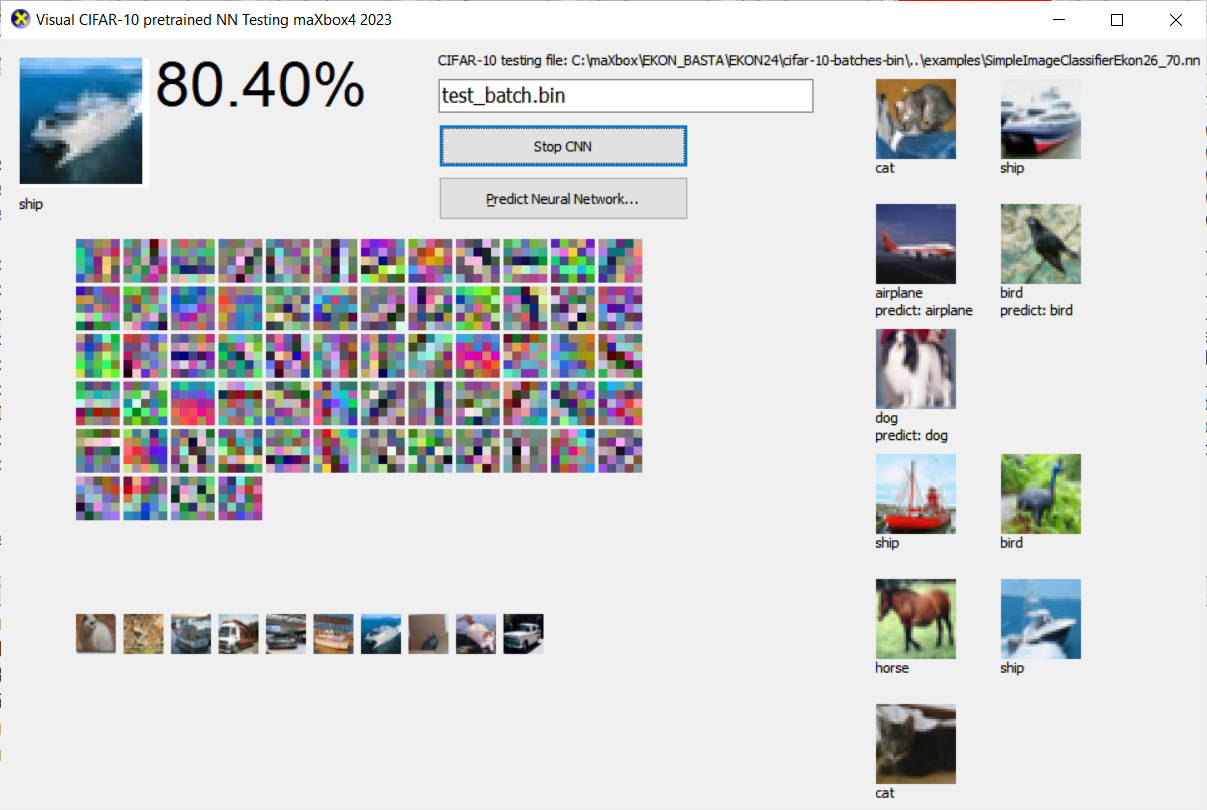 Visual CIFAR-10 pretrained NN Testing maXbox4 2023
80.40%
ship
CIFAR-10 testing file: C:\maXbox\EKON_BASTA\EKON24\cifar-10-batches-bin\..\examples\SimpleImageClassifierEkon26_70.nn
test_batch.bin
Stop CNN
Predict Neural Network...
cat
ship
airplane
predict: airplane
bird
predict: bird
dog
predict: dog
ship
bird
horse
ship
cat